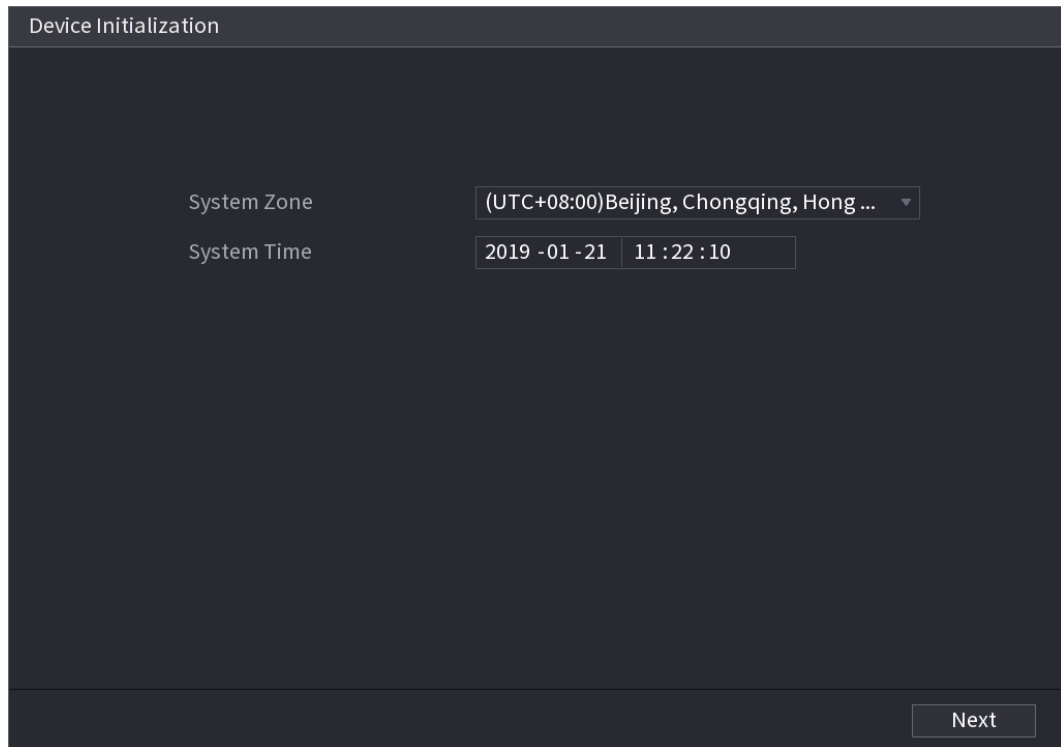 Device Initialization
System Zone (UTC+08:00)Beijing, Chongqing, Hong ...
System Time 2019 -01 -21 11 :22 :10
Next